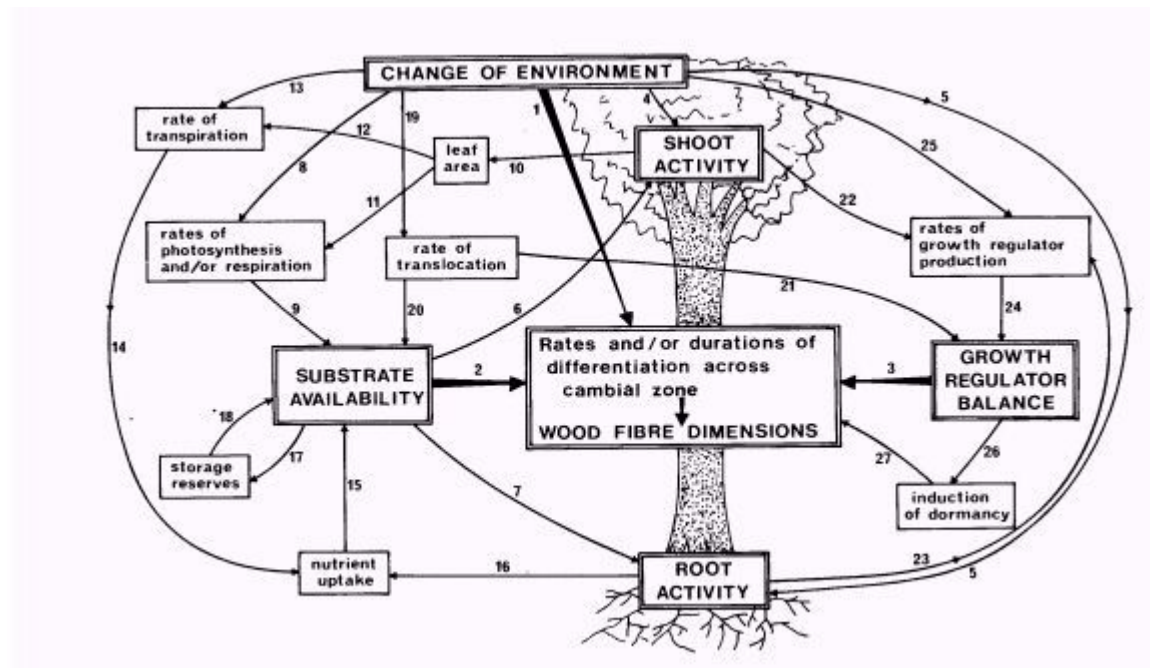 CHANGE OF ENVIRONMENT
13
5
1
4
19
rate of
transpiration
12
8
leaf
area
10
SHOOT
ACTIVITY
25
11
22
rates of
photosynthesis
and/or respiration
rate of
translocation
rates of
growth regulator
production
9
20
6
21
24
14
SUBSTRATE
AVAILABILITY
2
Rates and/or durations of
differentiation across
cambial zone
WOOD FIBRE DIMENSIONS
3
GROWTH
REGULATOR
BALANCE
18
17
storage
reserves
15
7
27
26
induction
of dormancy
nutrient
uptake
16
ROOT
ACTIVITY
23
5